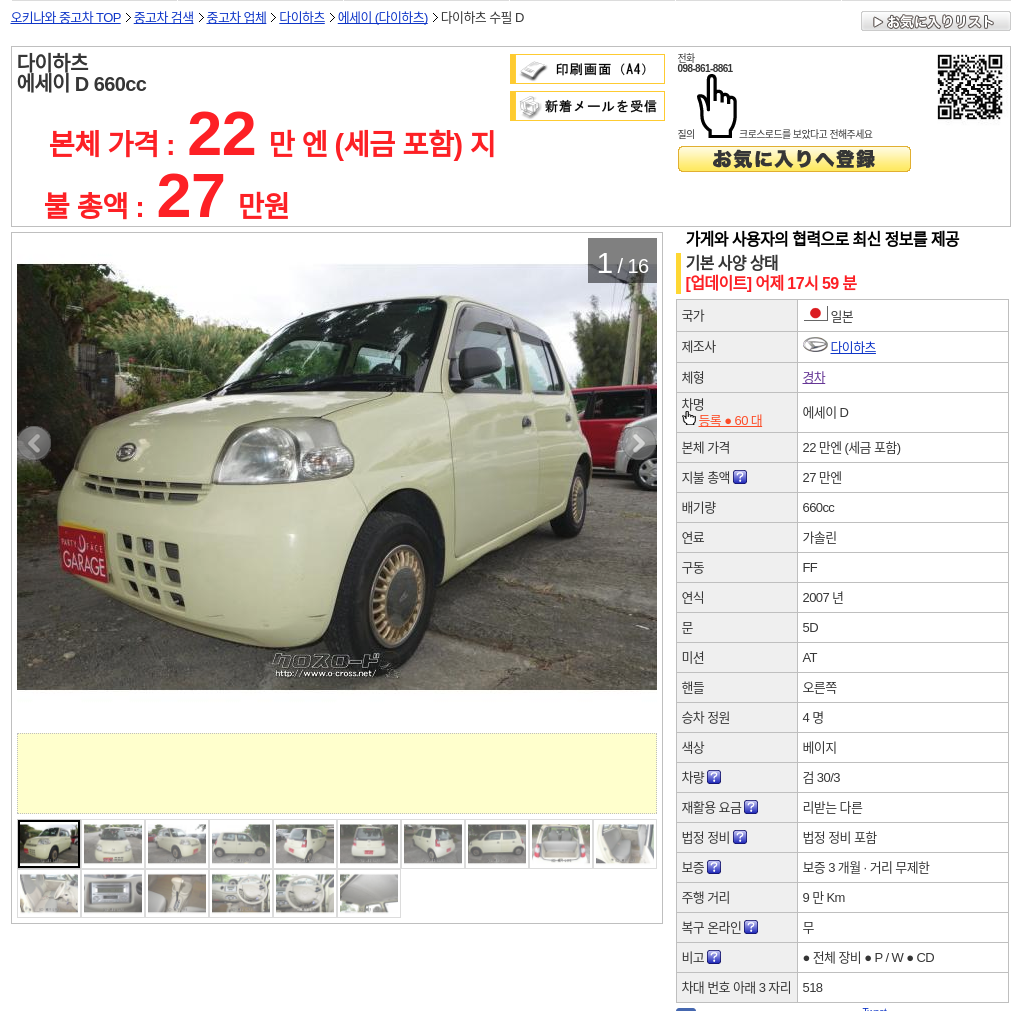 오키나와 중고차 TOP > 중고차 검색 > 중고차 업체 > 다이하츠 > 에세이 (다이하츠) > 다이하츠 수필 D
お気に入りリスト
다이하츠
에세이 D 660cc
본체 가격 : 22 만 엔 (세금 포함) 지
불 총액 : 27 만원
印刷画面（A4）
新着メールを受信
전화
098-861-8861
질의 크로스로드를 보았다고 전해주세요
お気に入りへ登録
1 / 16
PARTY FACE
GARAGE
クロスロード
http://www.o-cross.net/
가게와 사용자의 협력으로 최신 정보를 제공
기본 사양 상태
[업데이트] 어제 17시 59 분
국가 일본
제조사 다이하츠
체형 경차
차명
등록 ● 60 대
에세이 D
본체 가격 22 만엔 (세금 포함)
지불 총액 ? 27 만엔
배기량 660cc
연료 가솔린
구동 FF
연식 2007 년
문 5D
미션 AT
핸들 오른쪽
승차 정원 4 명
색상 베이지
차량 ? 검 30/3
재활용 요금 ? 리받는 다른
법정 정비 ? 법정 정비 포함
보증 ? 보증 3 개월 · 거리 무제한
주행 거리 9 만 Km
복구 온라인 ? 무
비고 ? ● 전체 장비 ● P / W ● CD
차대 번호 아래 3 자리 518
Tweet